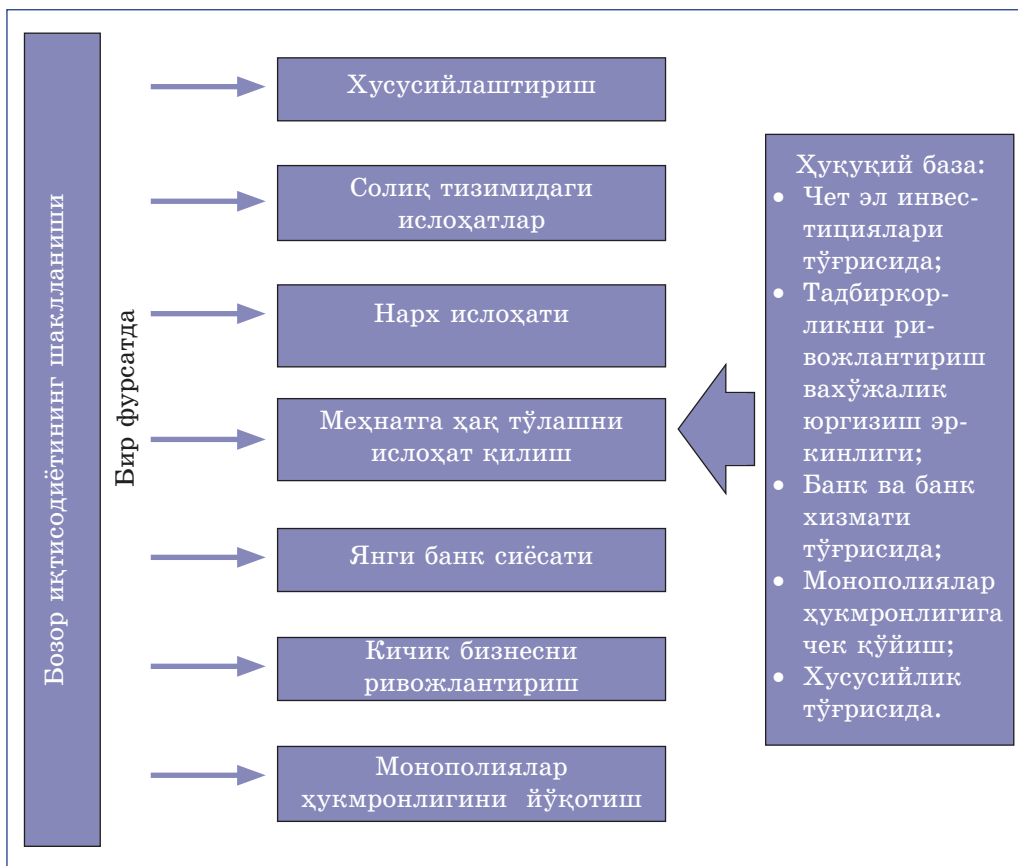 Бозор иқтисодиётининг шаклланиши
Бир фурсатда
Хусусийлаштириш
Солиқ тизимидаги
ислоҳатлар
Нарх ислоҳати
Меҳнатга ҳақ тўлашни
ислоҳат қилиш
Янги банк сиёсати
Кичик бизнесни
ривожлантириш
Монополиялар
ҳукмронлигини йўқотиш
Ҳуқуқий база:
• Чет эл инвес-
тициялари
тўғрисида;
• Тадбиркор-
ликни ри-
вожлантириш
вахўжалик
юргизиш эр-
кинлиги;
• Банк ва банк
хизмати
тўғрисида;
• Монополиялар
ҳукмронлигига
чек қўйиш;
• Хусусийлик
тўғрисида.